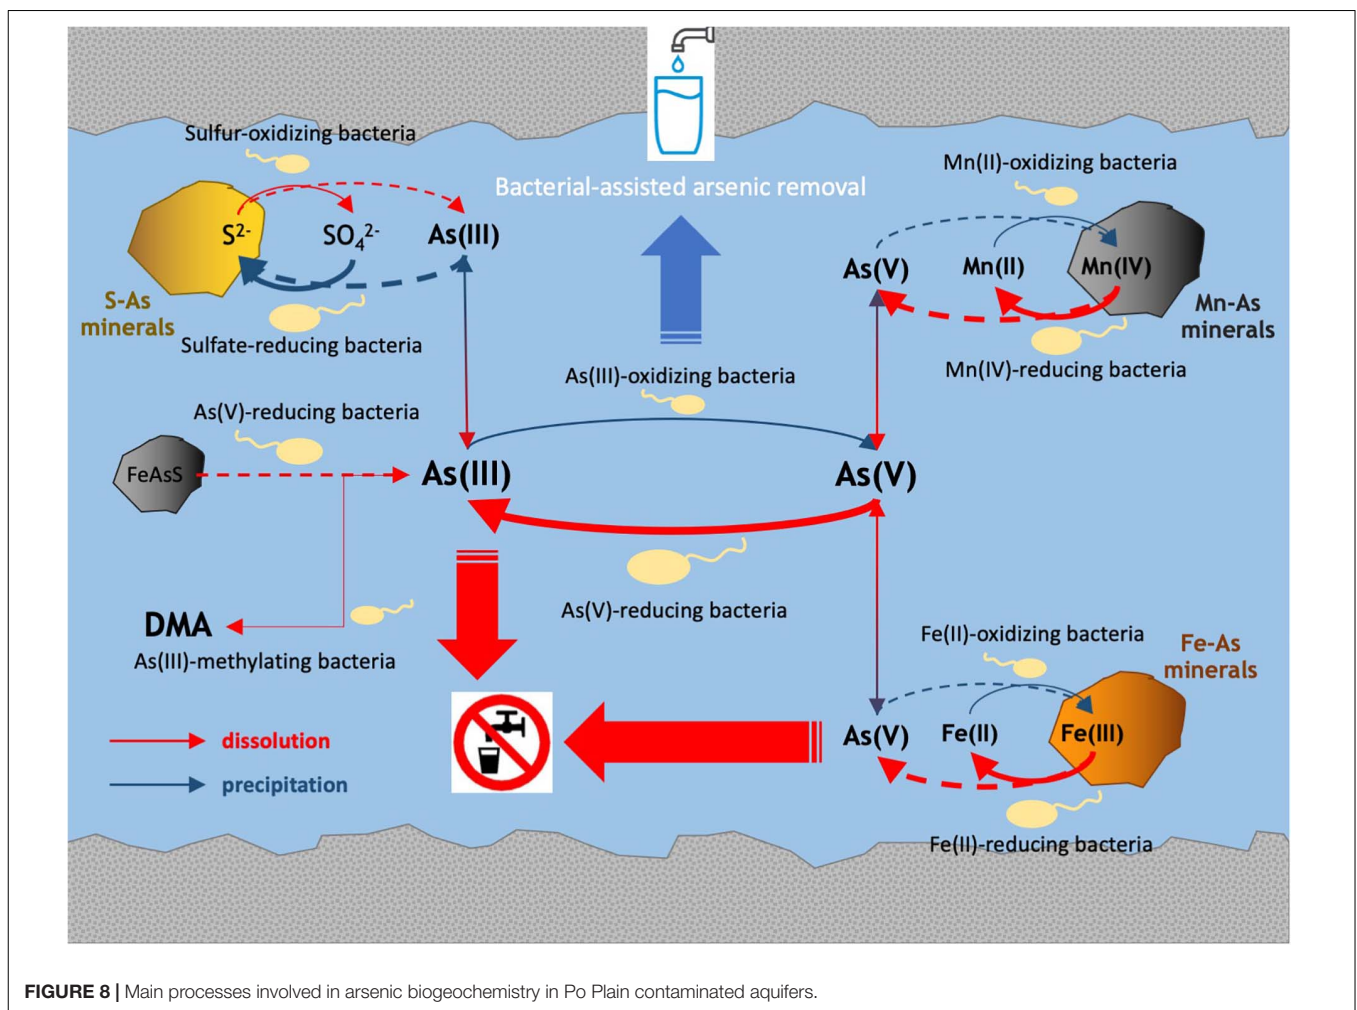 Sulfur-oxidizing bacteria
S²⁻
SO₄²⁻
As(III)
S-As
minerals
Sulfate-reducing bacteria
Bacterial-assisted arsenic removal
Mn(II)-oxidizing bacteria
As(V)
Mn(II)
Mn(IV)
Mn-As
minerals
Mn(IV)-reducing bacteria
As(III)-oxidizing bacteria
As(V)-reducing bacteria
FeAsS
As(III)
As(V)
As(V)-reducing bacteria
DMA
As(III)-methylating bacteria
Fe(II)-oxidizing bacteria
Fe-As
minerals
As(V)
Fe(II)
Fe(III)
Fe(II)-reducing bacteria
dissolution
precipitation
FIGURE 8 | Main processes involved in arsenic biogeochemistry in Po Plain contaminated aquifers.